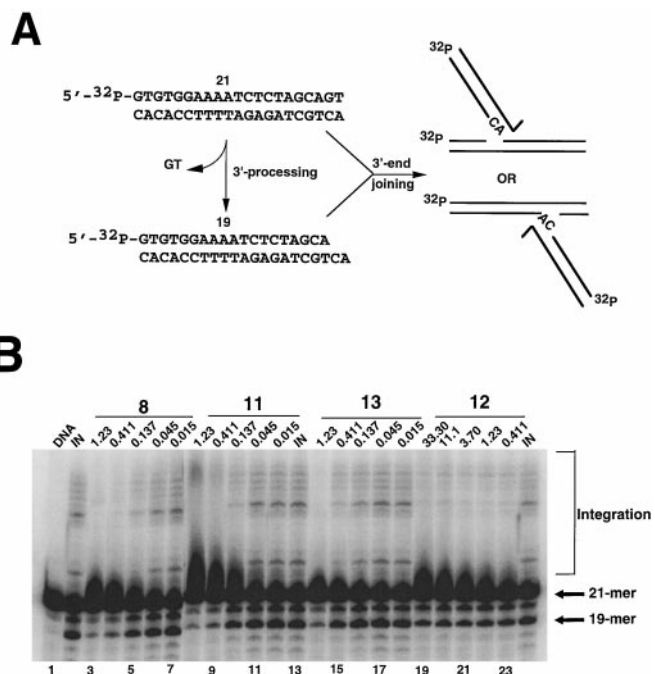 A
21
5'-32P-GTGTGGAAAATCTCTAGCAGT
CACACCTTTTAGAGATCGTCA
GT
3'-processing
19
5'-32P-GTGTGGAAAATCTCTAGCA
CACACCTTTTAGAGATCGTCA
3'-end
joining
32P
CA
32P
OR
32P
AC
32P
B
8 11 13 12
DNA IN 1.23 0.411 0.137 0.045 0.015 1.23 0.411 0.137 0.045 0.015 IN 1.23 0.411 0.137 0.045 0.015 33.30 11.1 3.70 1.23 0.411 IN
Integration
21-mer
19-mer
1 3 5 7 9 11 13 15 17 19 21 23